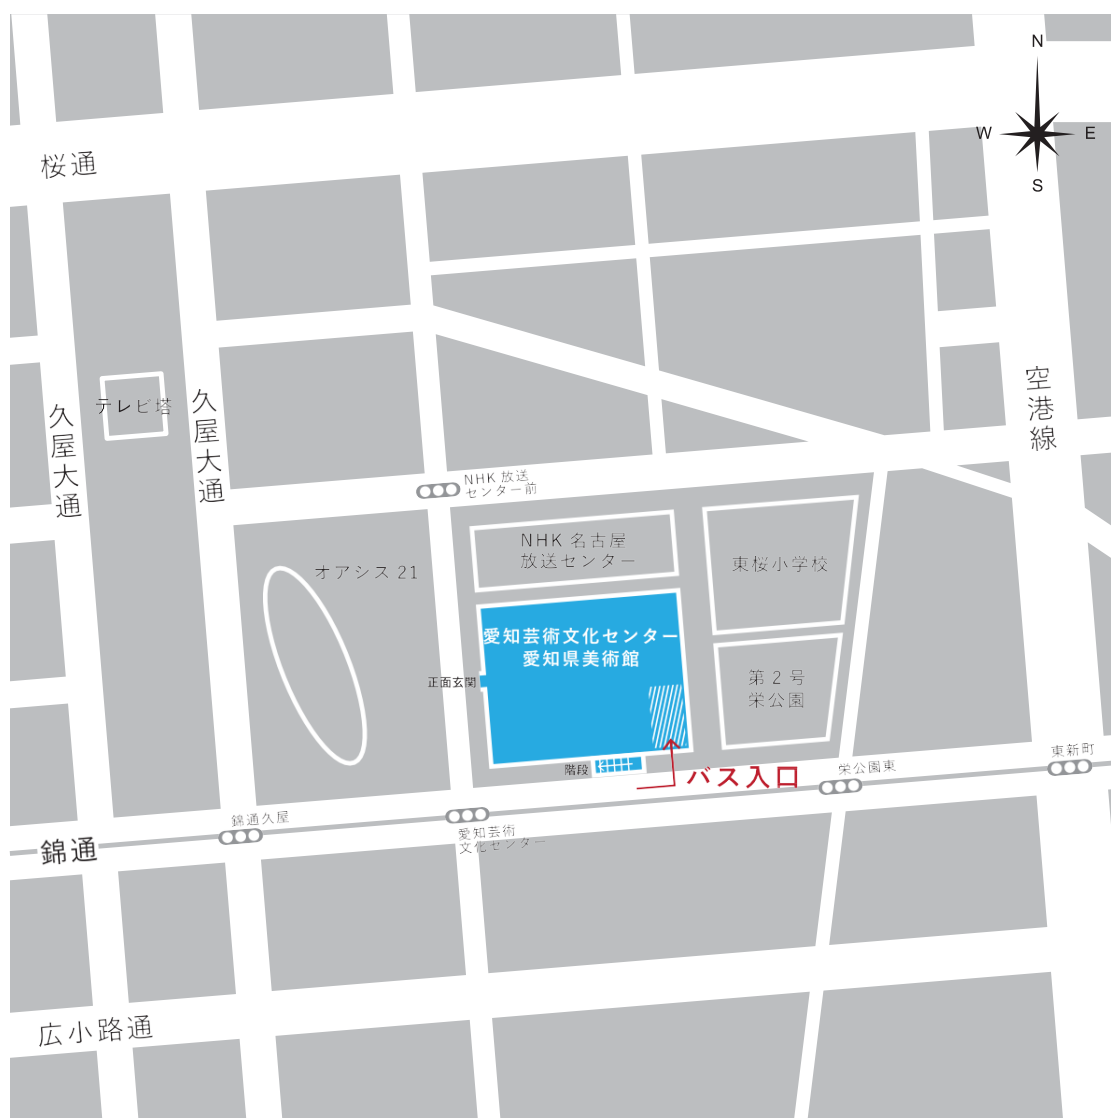 N
W
E
S
桜通
テレビ塔
久屋大通
久屋大通
空港線
NHK 放送
センター前
NHK 名古屋
放送センター
東桜小学校
オアシス 21
愛知芸術文化センター
愛知県美術館
正面玄関
第 2 号
栄公園
階段
バス入口
栄公園東
東新町
錦通久屋
愛知芸術
文化センター
錦通
広小路通